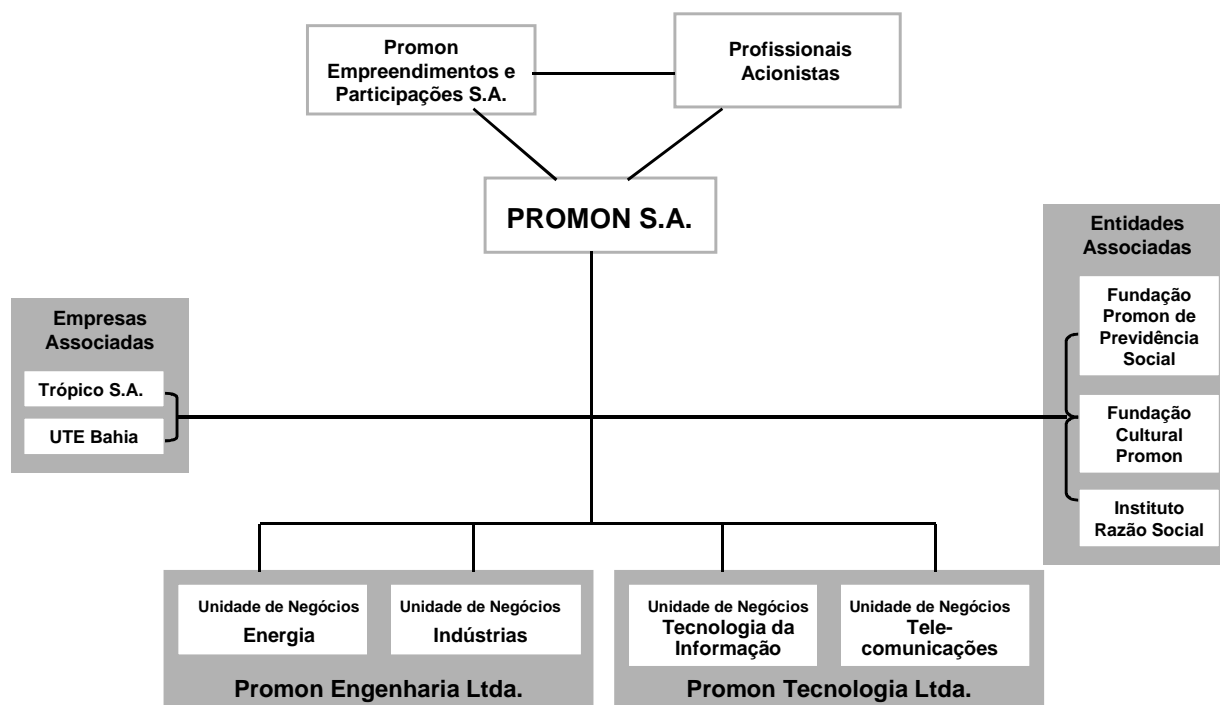 Promon
Empreendimentos e
Participações S.A.
Profissionais
Acionistas
PROMON S.A.
Entidades
Associadas
Fundação
Promon de
Previdência
Social
Fundação
Cultural
Promon
Instituto
Razão Social
Empresas
Associadas
Trópico S.A.
UTE Bahia
Unidade de Negócios
Energia
Unidade de Negócios
Indústrias
Promon Engenharia Ltda.
Unidade de Negócios
Tecnologia da
Informação
Unidade de Negócios
Tele-
comunicações
Promon Tecnologia Ltda.